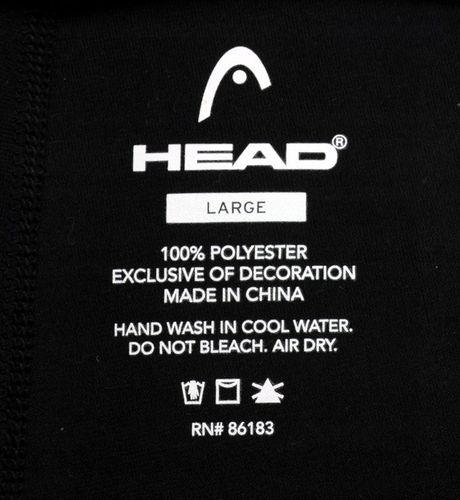 HEAD®
LARGE
100% POLYESTER
EXCLUSIVE OF DECORATION
MADE IN CHINA
HAND WASH IN COOL WATER.
DO NOT BLEACH. AIR DRY.
RN# 86183